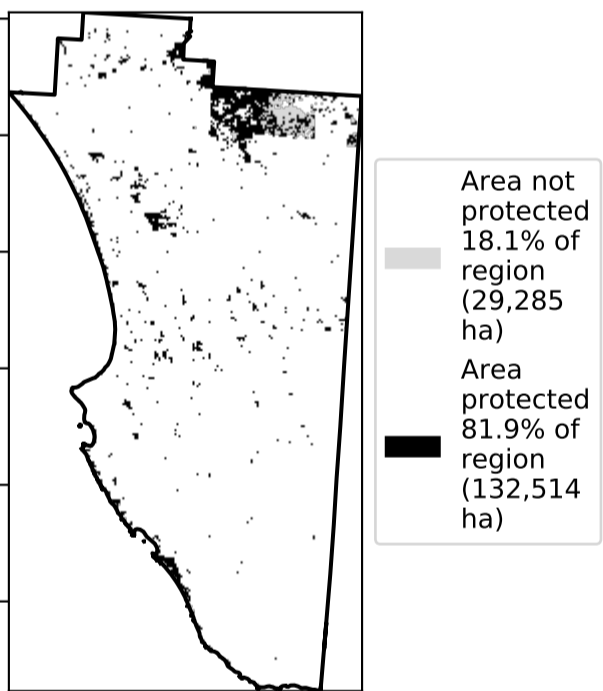 Area not
protected
18.1% of
region
(29,285
ha)
Area
protected
81.9% of
region
(132,514
ha)